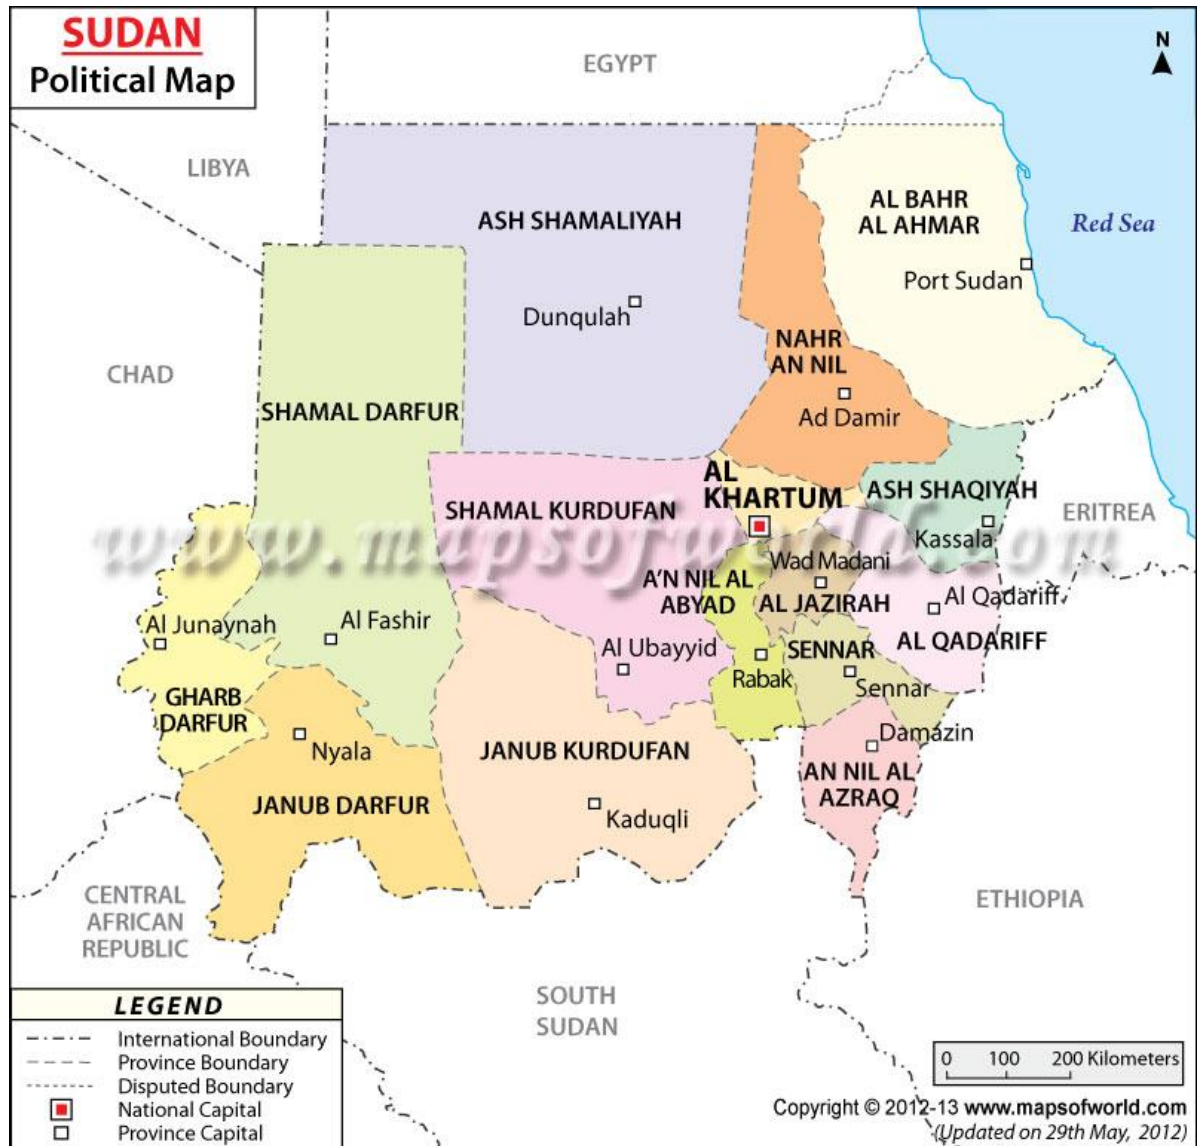 SUDAN
Political Map
N
EGYPT
LIBYA
ASH SHAMALIYAH
AL BAHR
AL AHMAR
Red Sea
Port Sudan
Dunqulah
NAHR
AN NIL
CHAD
SHAMAL DARFUR
Ad Damir
AL
KHARTUM
ASH SHAQIYAH
SHAMAL KURDUFAN
ERITREA
Kassala
www.mapsofworld.com
Wad Madani
A'N NIL AL
ABYAD
AL JAZIRAH
Al Qadariff
Al Junaynah
Al Fashir
Al Ubayyid
SENNAR
AL QADARIFF
Rabak
Sennar
GHARB
DARFUR
Nyala
JANUB KURDUFAN
Damazin
AN NIL AL
AZRAQ
JANUB DARFUR
Kaduqli
CENTRAL
AFRICAN
REPUBLIC
ETHIOPIA
SOUTH
SUDAN
LEGEND
International Boundary
Province Boundary
Disputed Boundary
National Capital
Province Capital
0 100 200 Kilometers
Copyright © 2012-13 www.mapsofworld.com
(Updated on 29th May, 2012)